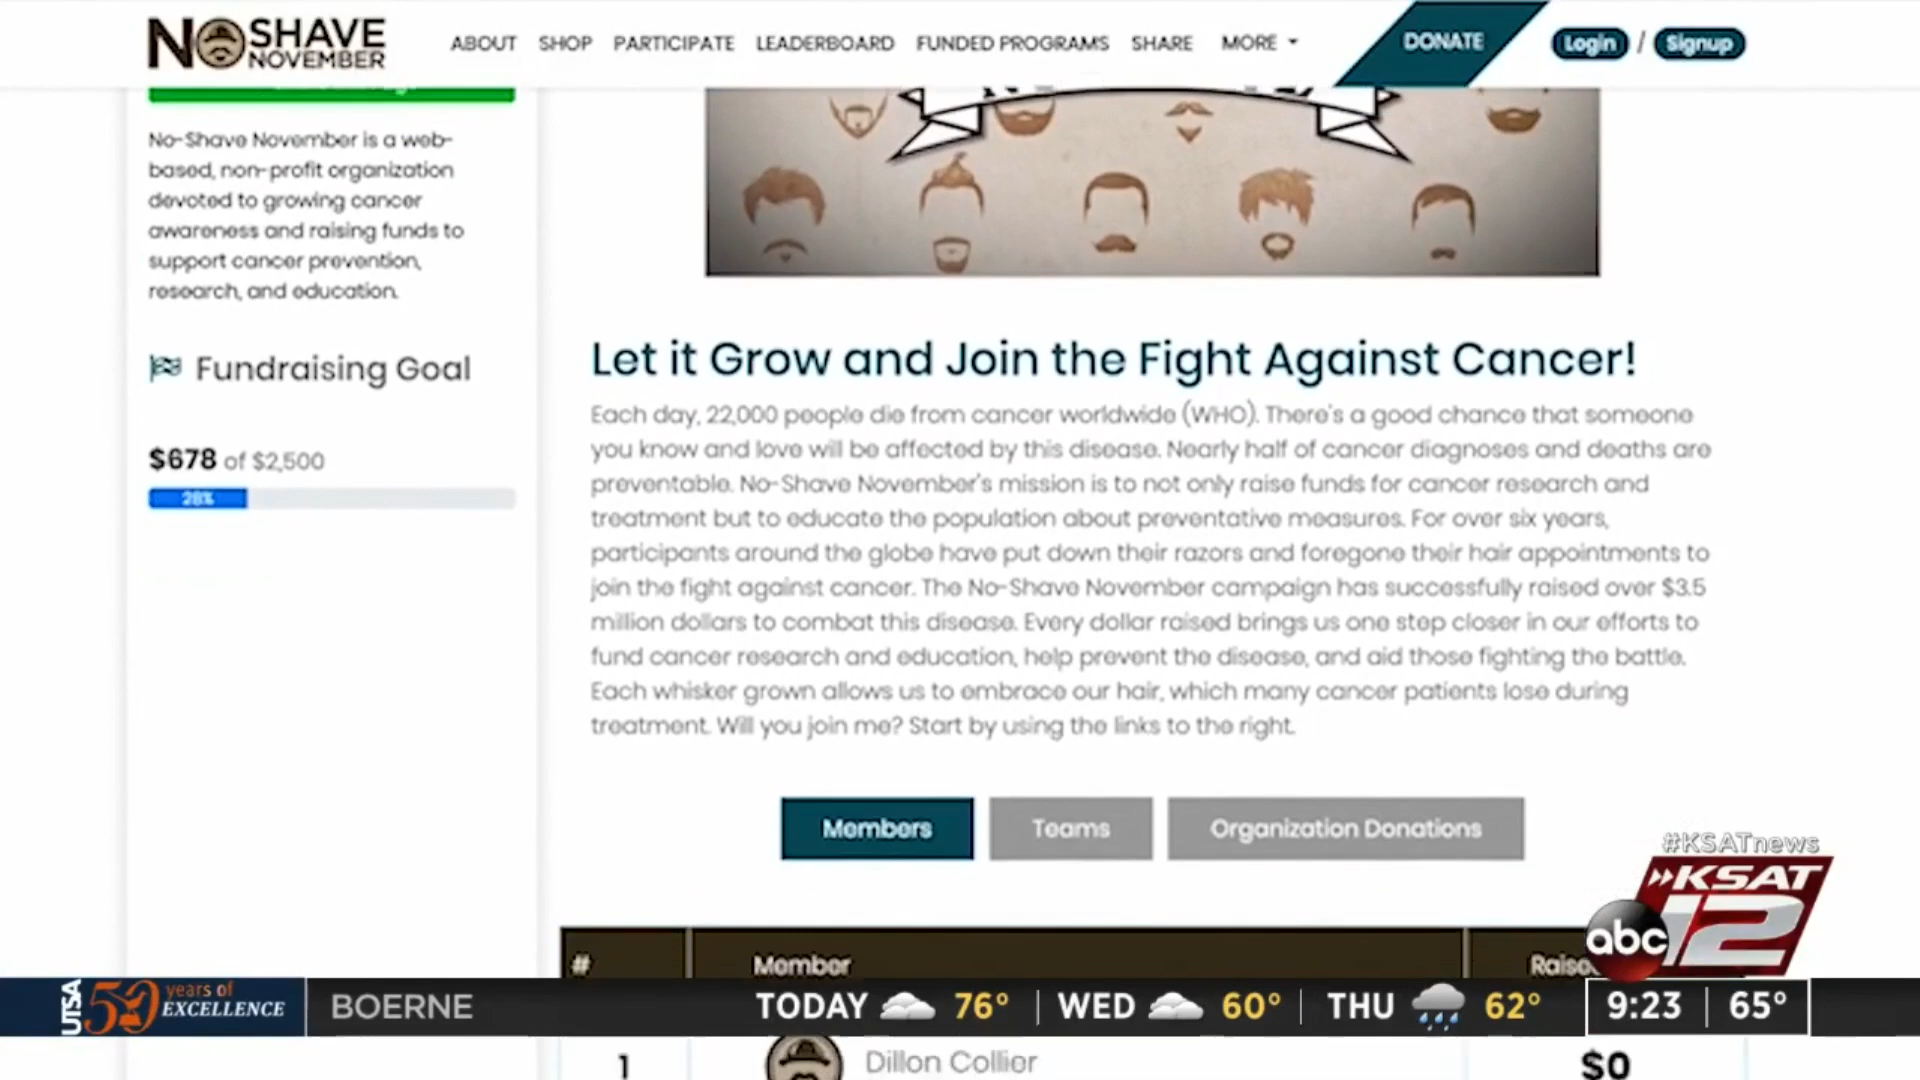 NO SHAVE NOVEMBER
ABOUT SHOP PARTICIPATE LEADERBOARD FUNDED PROGRAMS SHARE MORE DONATE Login / Signup
No-Shave November is a web-
based, non-profit organization
devoted to growing cancer
awareness and raising funds to
support cancer prevention,
research, and education.
Fundraising Goal
$678 of $2,500
28%
Let it Grow and Join the Fight Against Cancer!
Each day, 22,000 people die from cancer worldwide (WHO). There's a good chance that someone
you know and love will be affected by this disease. Nearly half of cancer diagnoses and deaths are
preventable. No-Shave November's mission is to not only raise funds for cancer research and
treatment but to educate the population about preventative measures. For over six years,
participants around the globe have put down their razors and foregone their hair appointments to
join the fight against cancer. The No-Shave November campaign has successfully raised over $3.5
million dollars to combat this disease. Every dollar raised brings us one step closer in our efforts to
fund cancer research and education, help prevent the disease, and aid those fighting the battle.
Each whisker grown allows us to embrace our hair, which many cancer patients lose during
treatment. Will you join me? Start by using the links to the right.
Members Teams Organization Donations
# Member
1 Dillon Collier $0
#KSATnews
KSAT
abc 12
UTSA 50 years of EXCELLENCE
BOERNE TODAY 76° WED 60° THU 62° 9:23 65°